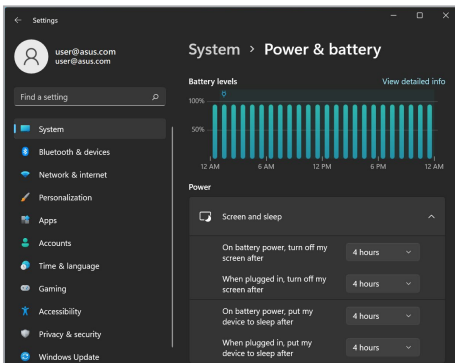 Settings
user@asus.com
user@asus.com
Find a setting
System
Bluetooth & devices
Network & internet
Personalization
Apps
Accounts
Time & language
Gaming
Accessibility
Privacy & security
Windows Update
System > Power & battery
Battery levels
View detailed info
100%
50%
12 AM 6 AM 12 PM 6 PM 12 AM
Power
Screen and sleep
On battery power, turn off my
screen after
4 hours
When plugged in, turn off my
screen after
4 hours
On battery power, put my
device to sleep after
4 hours
When plugged in, put my
device to sleep after
4 hours